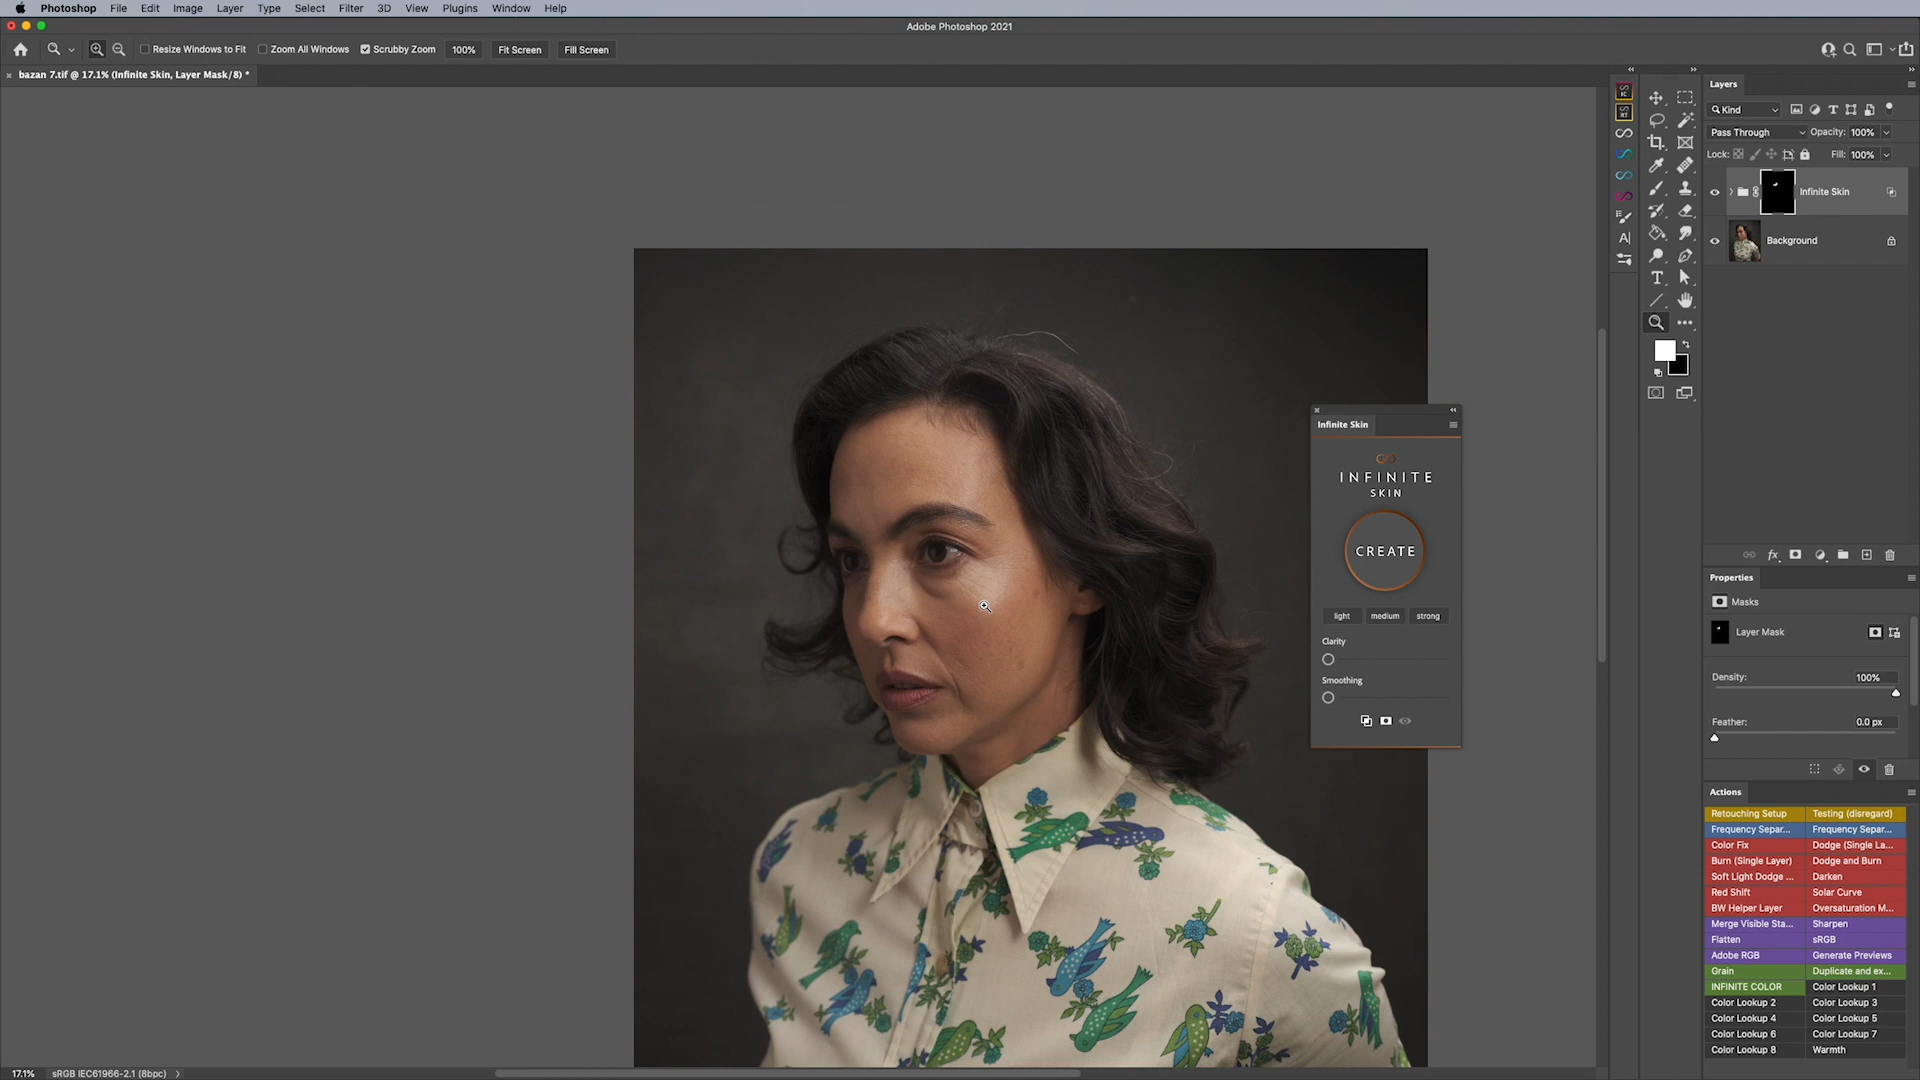 Photoshop File Edit Image Layer Type Select Filter 3D View Plugins Window Help
Adobe Photoshop 2021
Resize Windows to Fit Zoom All Windows Scrubby Zoom 100% Fit Screen Fill Screen
bazan 7.tif @ 17.1% (Infinite Skin, Layer Mask/8) *
Layers
Kind
Pass Through Opacity: 100%
Lock: Fill: 100%
Infinite Skin
Background
Infinite Skin
INFINITE
SKIN
CREATE
light medium strong
Clarity
Smoothing
Properties
Masks
Layer Mask
Density: 100%
Feather: 0.0 px
Actions
Retouching Setup Testing (disregard)
Frequency Separ... Frequency Separ...
Color Fix Dodge (Single La...
Burn (Single Layer) Dodge and Burn
Soft Light Dodge ... Darken
Red Shift Solar Curve
BW Helper Layer Oversaturation M...
Merge Visible Sta... Sharpen
Flatten sRGB
Adobe RGB Generate Previews
Grain Duplicate and ex...
INFINITE COLOR Color Lookup 1
Color Lookup 2 Color Lookup 3
Color Lookup 4 Color Lookup 5
Color Lookup 6 Color Lookup 7
Color Lookup 8 Warmth
17.1% sRGB IEC61966-2.1 (8bpc)